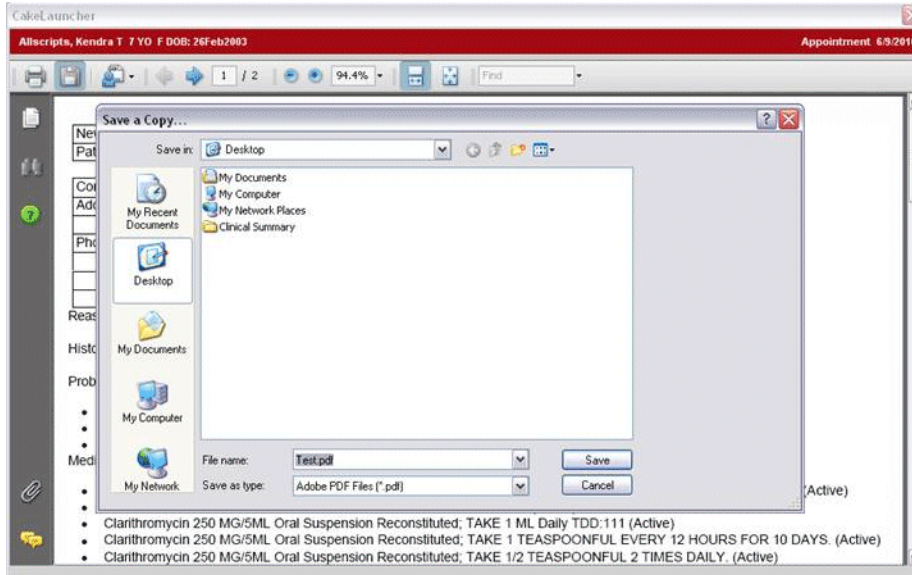 CakeLauncher
Allscripts, Kendra T 7 YO F DOB: 26Feb2003 Appointment 6/9/201
1 / 2 94.4% Find
Save a Copy...
Nev
Pat
Save in: Desktop
My Documents
My Computer
My Network Places
Clinical Summary
My Recent
Documents
Desktop
My Documents
My Computer
My Network
Cor
Add
Pho
Reas
Histo
Prob
Medi
File name: Test.pdf Save
Save as type: Adobe PDF Files (*.pdf) Cancel
(Active)
Clarithromycin 250 MG/5ML Oral Suspension Reconstituted; TAKE 1 ML Daily TDD:111 (Active)
Clarithromycin 250 MG/5ML Oral Suspension Reconstituted; TAKE 1 TEASPOONFUL EVERY 12 HOURS FOR 10 DAYS. (Active)
Clarithromycin 250 MG/5ML Oral Suspension Reconstituted; TAKE 1/2 TEASPOONFUL 2 TIMES DAILY. (Active)